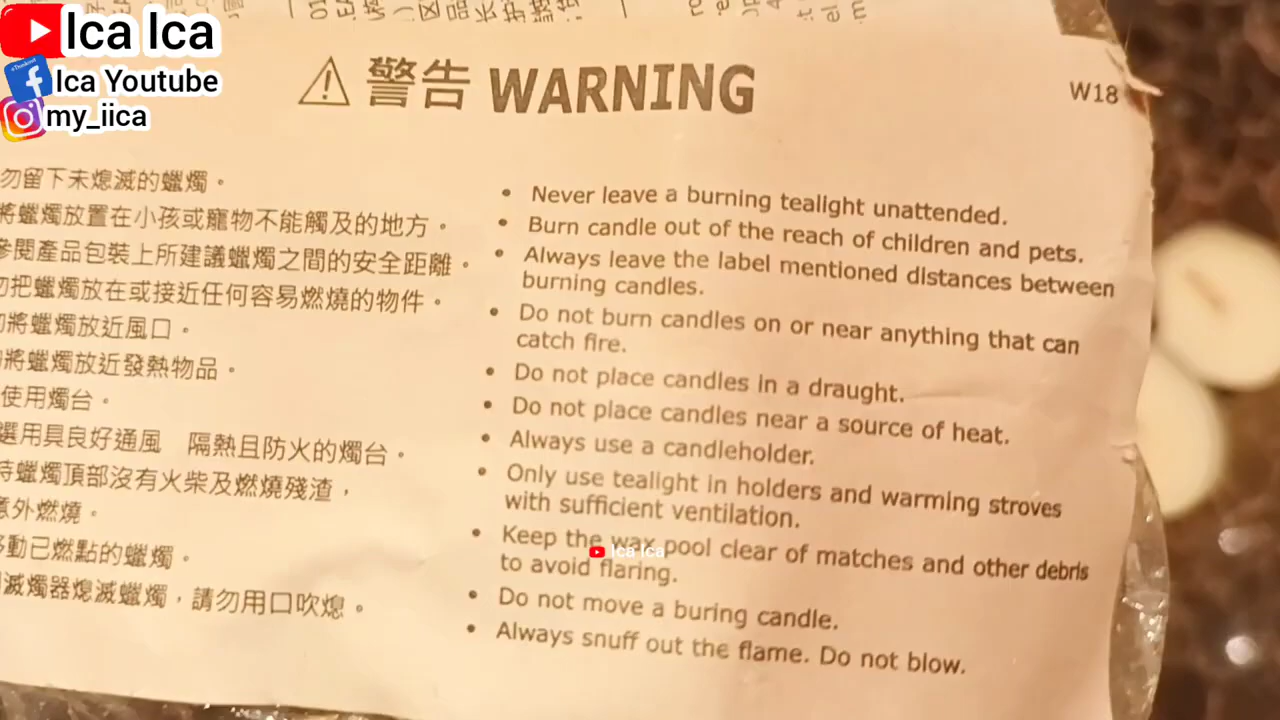 Ica Ica
Ica Youtube
my_iica
警告 WARNING
W18
勿留下未熄滅的蠟燭。
將蠟燭放置在小孩或寵物不能觸及的地方。
參閱產品包裝上所建議蠟燭之間的安全距離。
勿把蠟燭放在或接近任何容易燃燒的物件。
將蠟燭放近風口。
將蠟燭放近發熱物品。
使用燭台。
選用具良好通風 隔熱且防火的燭台。
持蠟燭頂部沒有火柴及燃燒殘渣，
意外燃燒。
移動已燃點的蠟燭。
滅燭器熄滅蠟燭，請勿用口吹熄。
• Never leave a burning tealight unattended.
• Burn candle out of the reach of children and pets.
• Always leave the label mentioned distances between
burning candles.
• Do not burn candles on or near anything that can
catch fire.
• Do not place candles in a draught.
• Do not place candles near a source of heat.
• Always use a candleholder.
• Only use tealight in holders and warming stroves
with sufficient ventilation.
• Keep the wax pool clear of matches and other debris
to avoid flaring.
• Do not move a buring candle.
• Always snuff out the flame. Do not blow.
Ica Ica